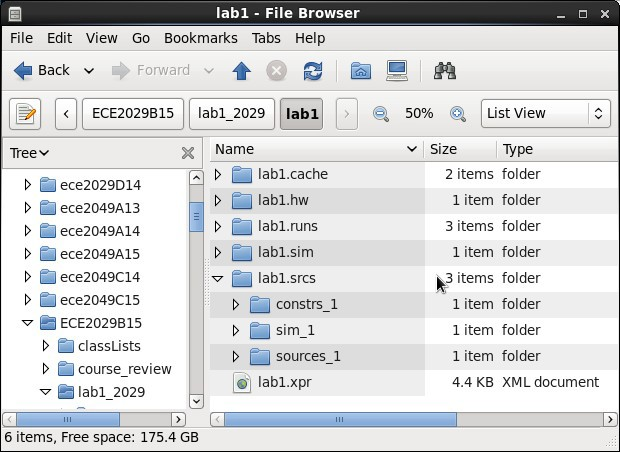 lab1 - File Browser
File Edit View Go Bookmarks Tabs Help
Back Forward
ECE2029B15 lab1_2029 lab1 50% List View
Tree
ece2029D14
ece2049A13
ece2049A14
ece2049A15
ece2049C14
ece2049C15
ECE2029B15
classLists
course_review
lab1_2029
Name Size Type
lab1.cache 2 items folder
lab1.hw 1 item folder
lab1.runs 3 items folder
lab1.sim 1 item folder
lab1.srcs 3 items folder
constrs_1 1 item folder
sim_1 1 item folder
sources_1 1 item folder
lab1.xpr 4.4 KB XML document
6 items, Free space: 175.4 GB